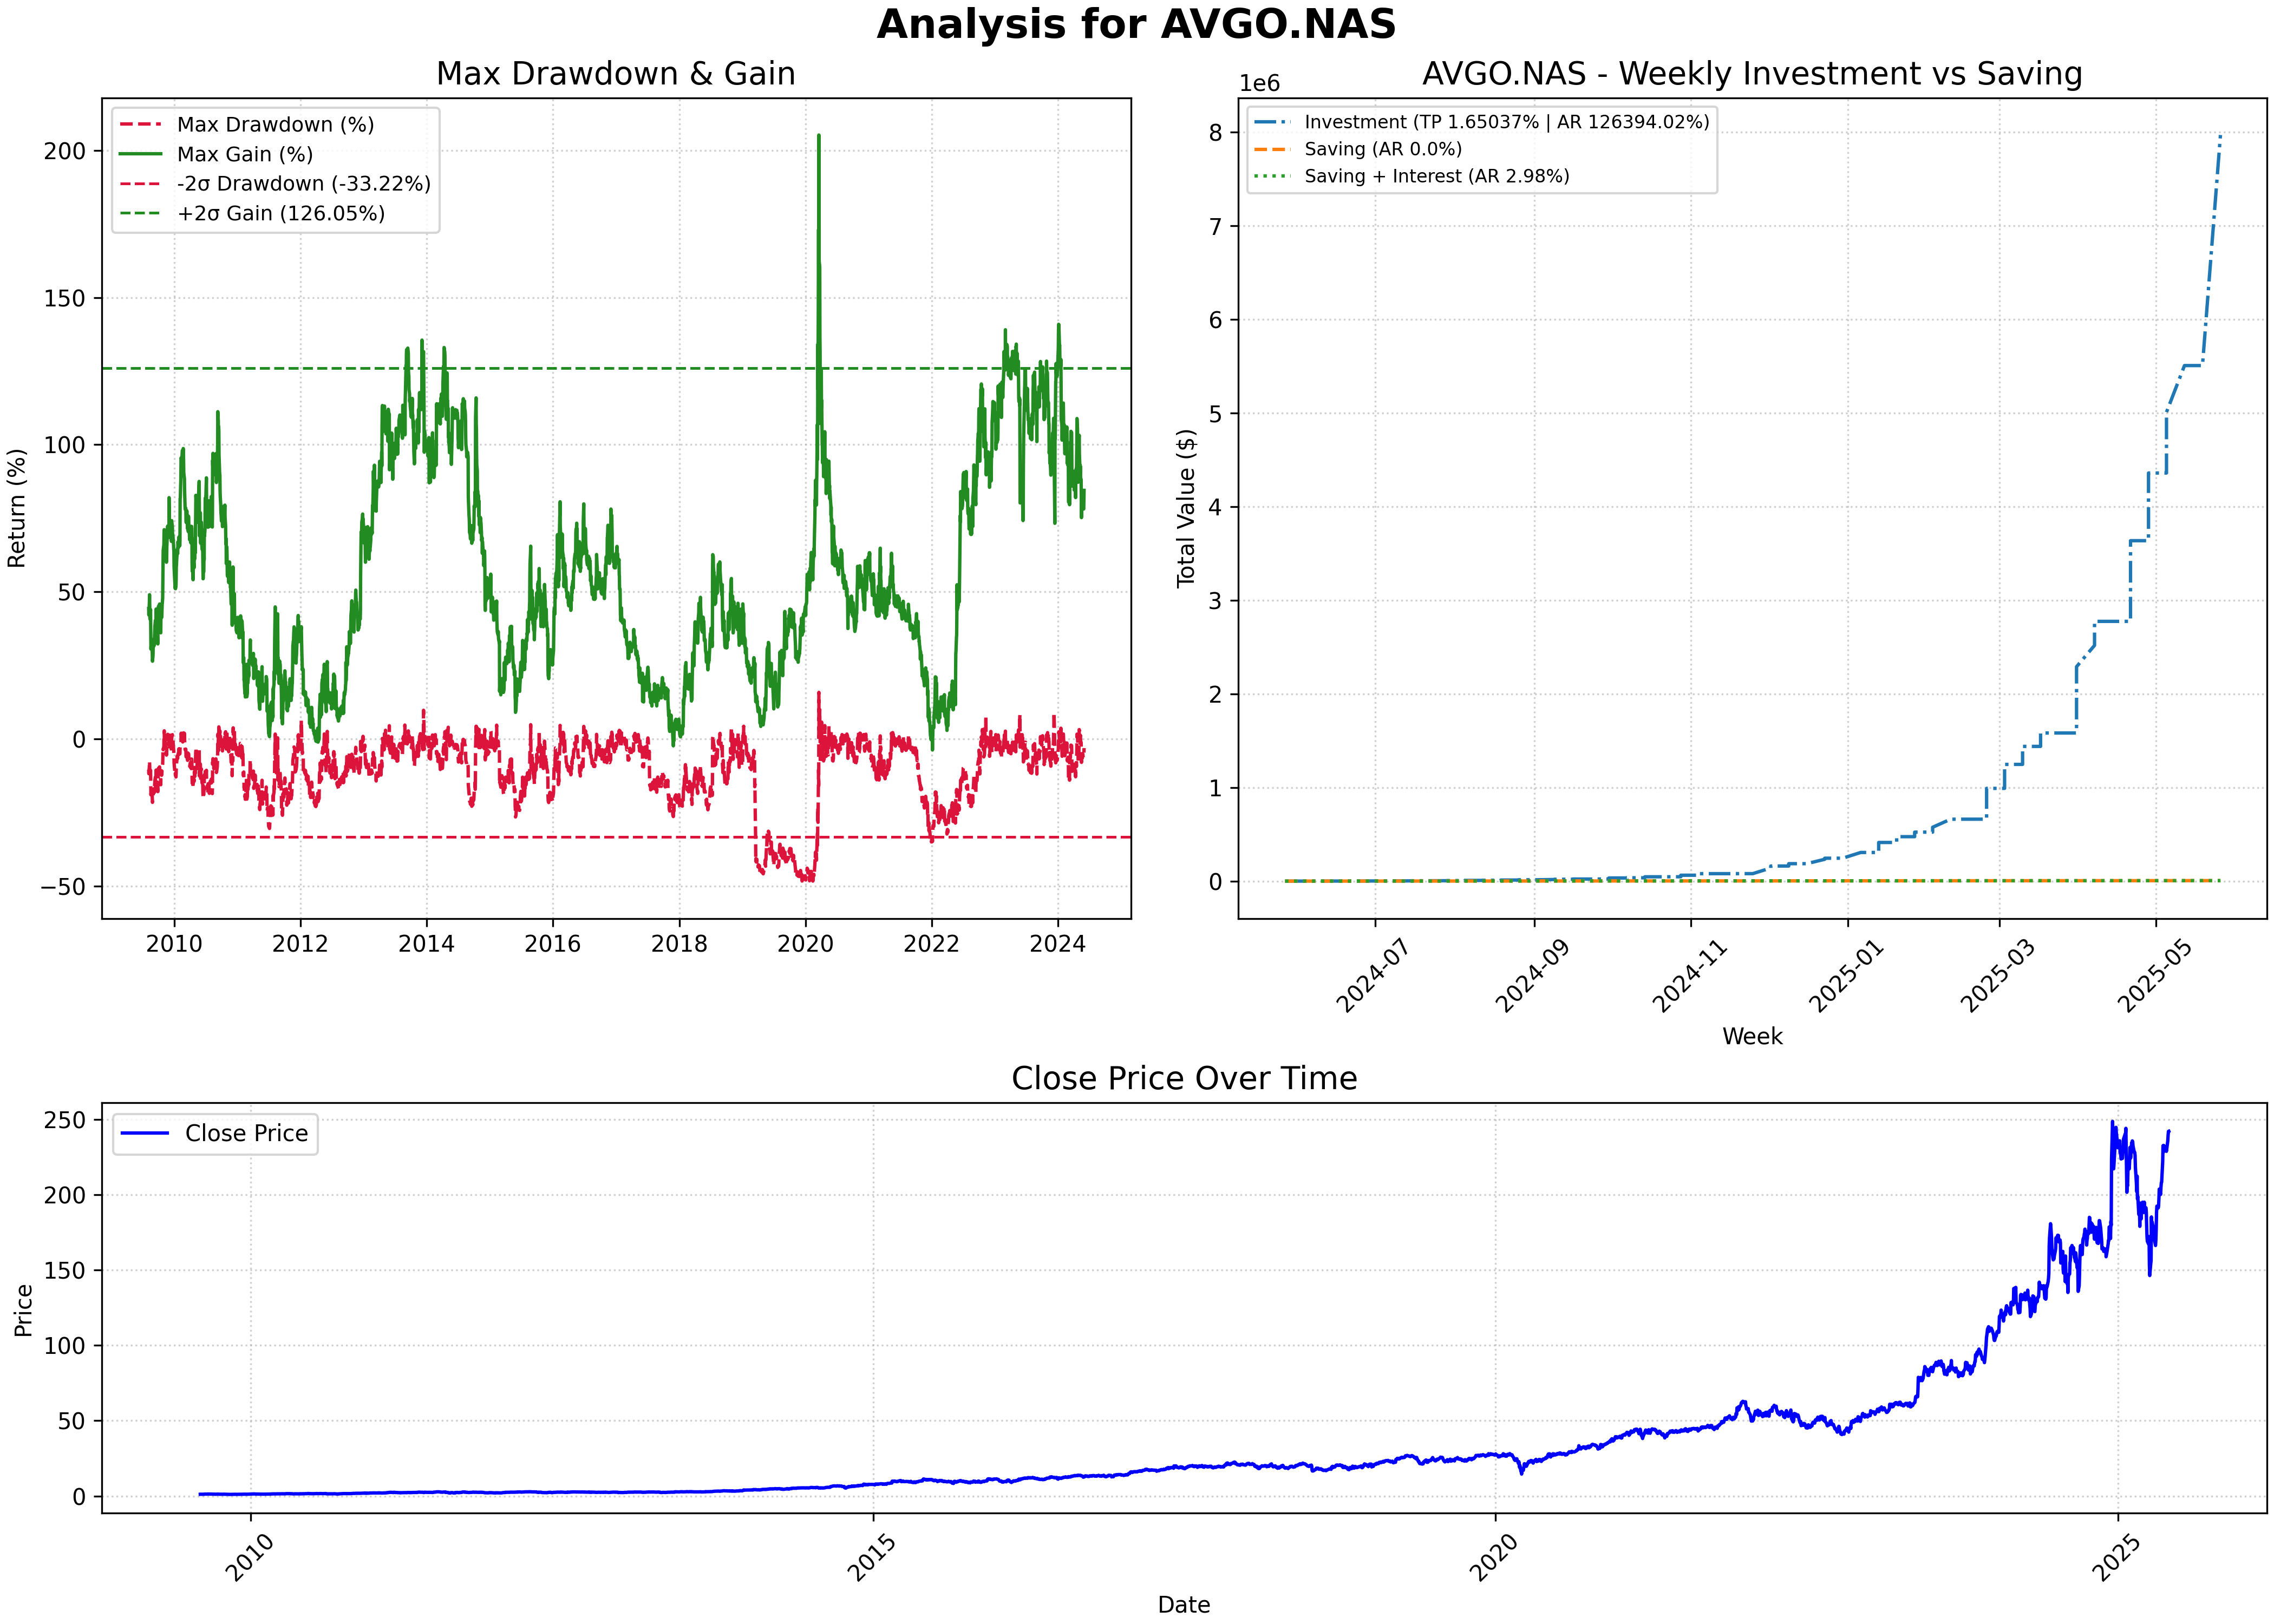 Analysis for AVGO.NAS
Max Drawdown & Gain
Max Drawdown (%)
Max Gain (%)
-2σ Drawdown (-33.22%)
+2σ Gain (126.05%)
Return (%)
200
150
100
50
0
−50
2010 2012 2014 2016 2018 2020 2022 2024
AVGO.NAS - Weekly Investment vs Saving
1e6
Investment (TP 1.65037% | AR 126394.02%)
Saving (AR 0.0%)
Saving + Interest (AR 2.98%)
Total Value ($)
8
7
6
5
4
3
2
1
0
2024-07 2024-09 2024-11 2025-01 2025-03 2025-05
Week
Close Price Over Time
Close Price
Price
250
200
150
100
50
0
2010 2015 2020 2025
Date